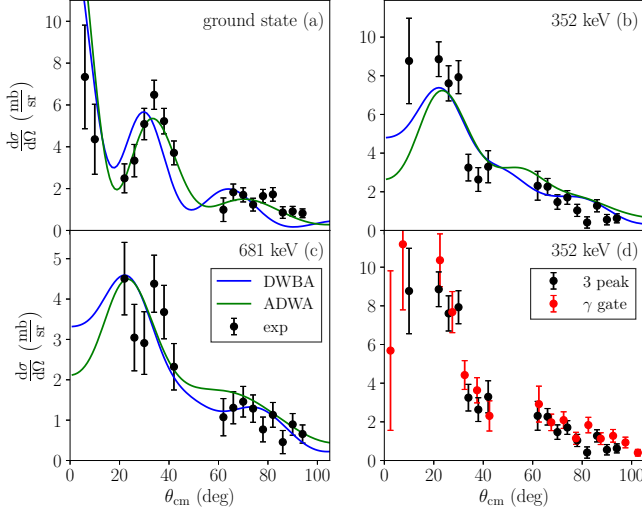 ground state (a)
10
8
6
4
2
0
dσ/dΩ (mb/sr)
352 keV (b)
10
8
6
4
2
0
681 keV (c)
DWBA
ADWA
exp
5
4
3
2
1
0
dσ/dΩ (mb/sr)
0 20 40 60 80 100
θcm (deg)
352 keV (d)
3 peak
γ gate
10
8
6
4
2
0
0 20 40 60 80 100
θcm (deg)